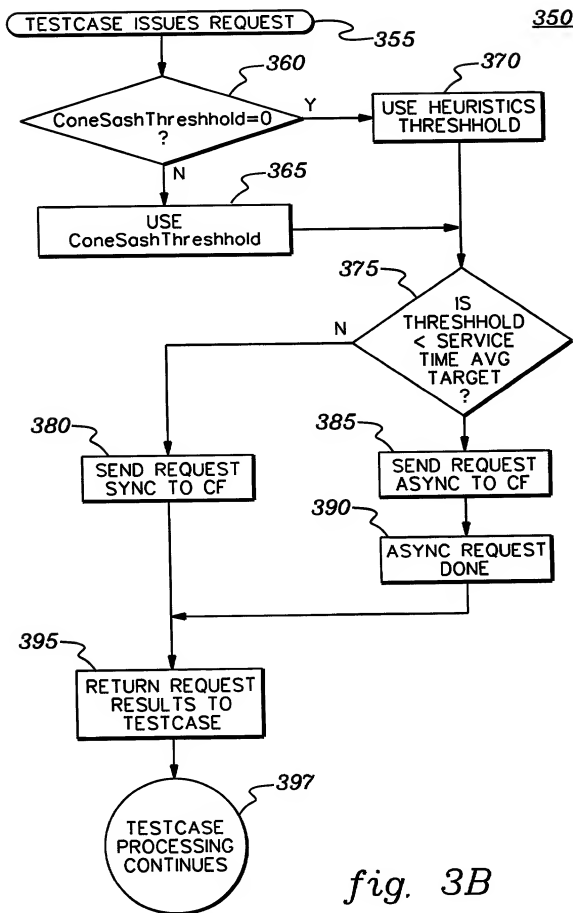 350
TESTCASE ISSUES REQUEST
355
360
ConeSashThreshhold=0
?
Y
N
370
USE HEURISTICS
THRESHHOLD
365
USE
ConeSashThreshhold
375
IS
THRESHHOLD
< SERVICE
TIME AVG
TARGET
?
N
380
SEND REQUEST
SYNC TO CF
385
SEND REQUEST
ASYNC TO CF
390
ASYNC REQUEST
DONE
395
RETURN REQUEST
RESULTS TO
TESTCASE
397
TESTCASE
PROCESSING
CONTINUES
fig. 3B